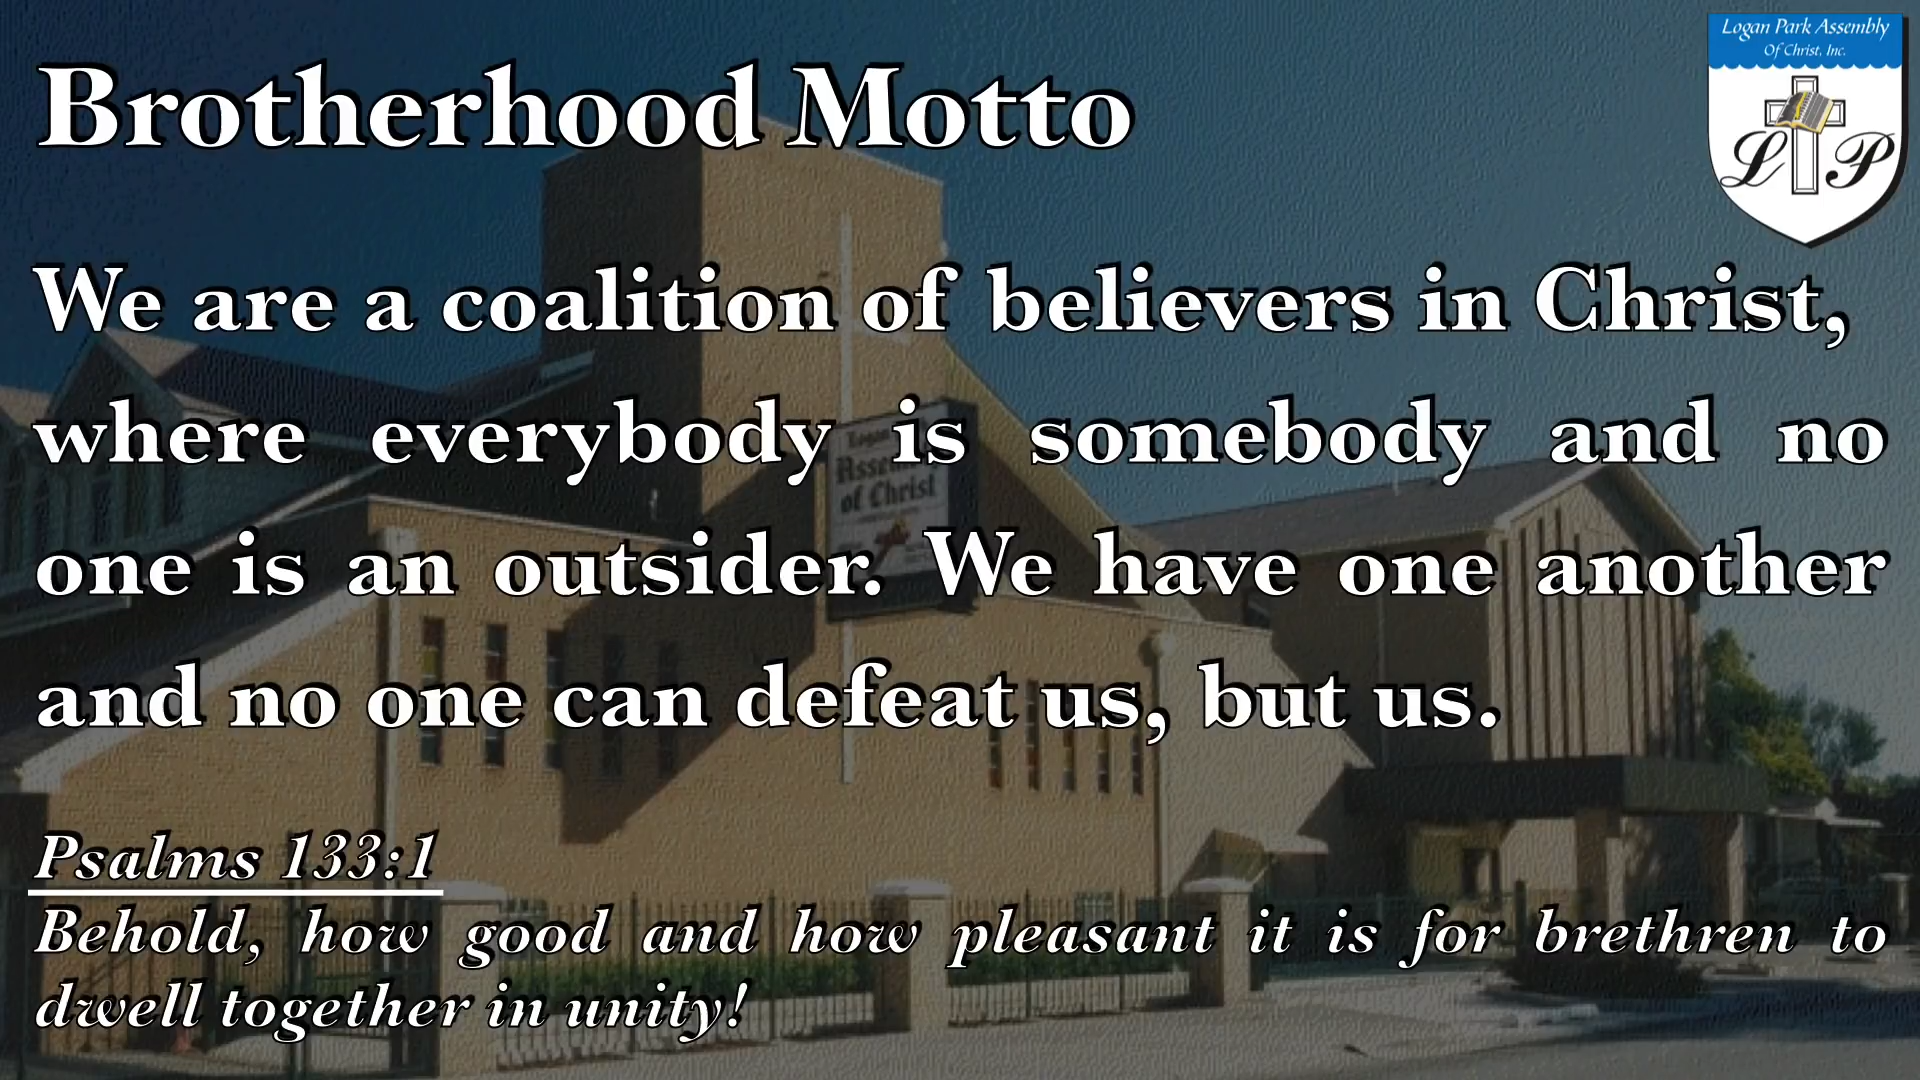 Logan Park Assembly
Of Christ, Inc.
L P
Brotherhood Motto
We are a coalition of believers in Christ,
where everybody is somebody and no
one is an outsider. We have one another
and no one can defeat us, but us.
of Christ
Psalms 133:1
Behold, how good and how pleasant it is for brethren to
dwell together in unity!